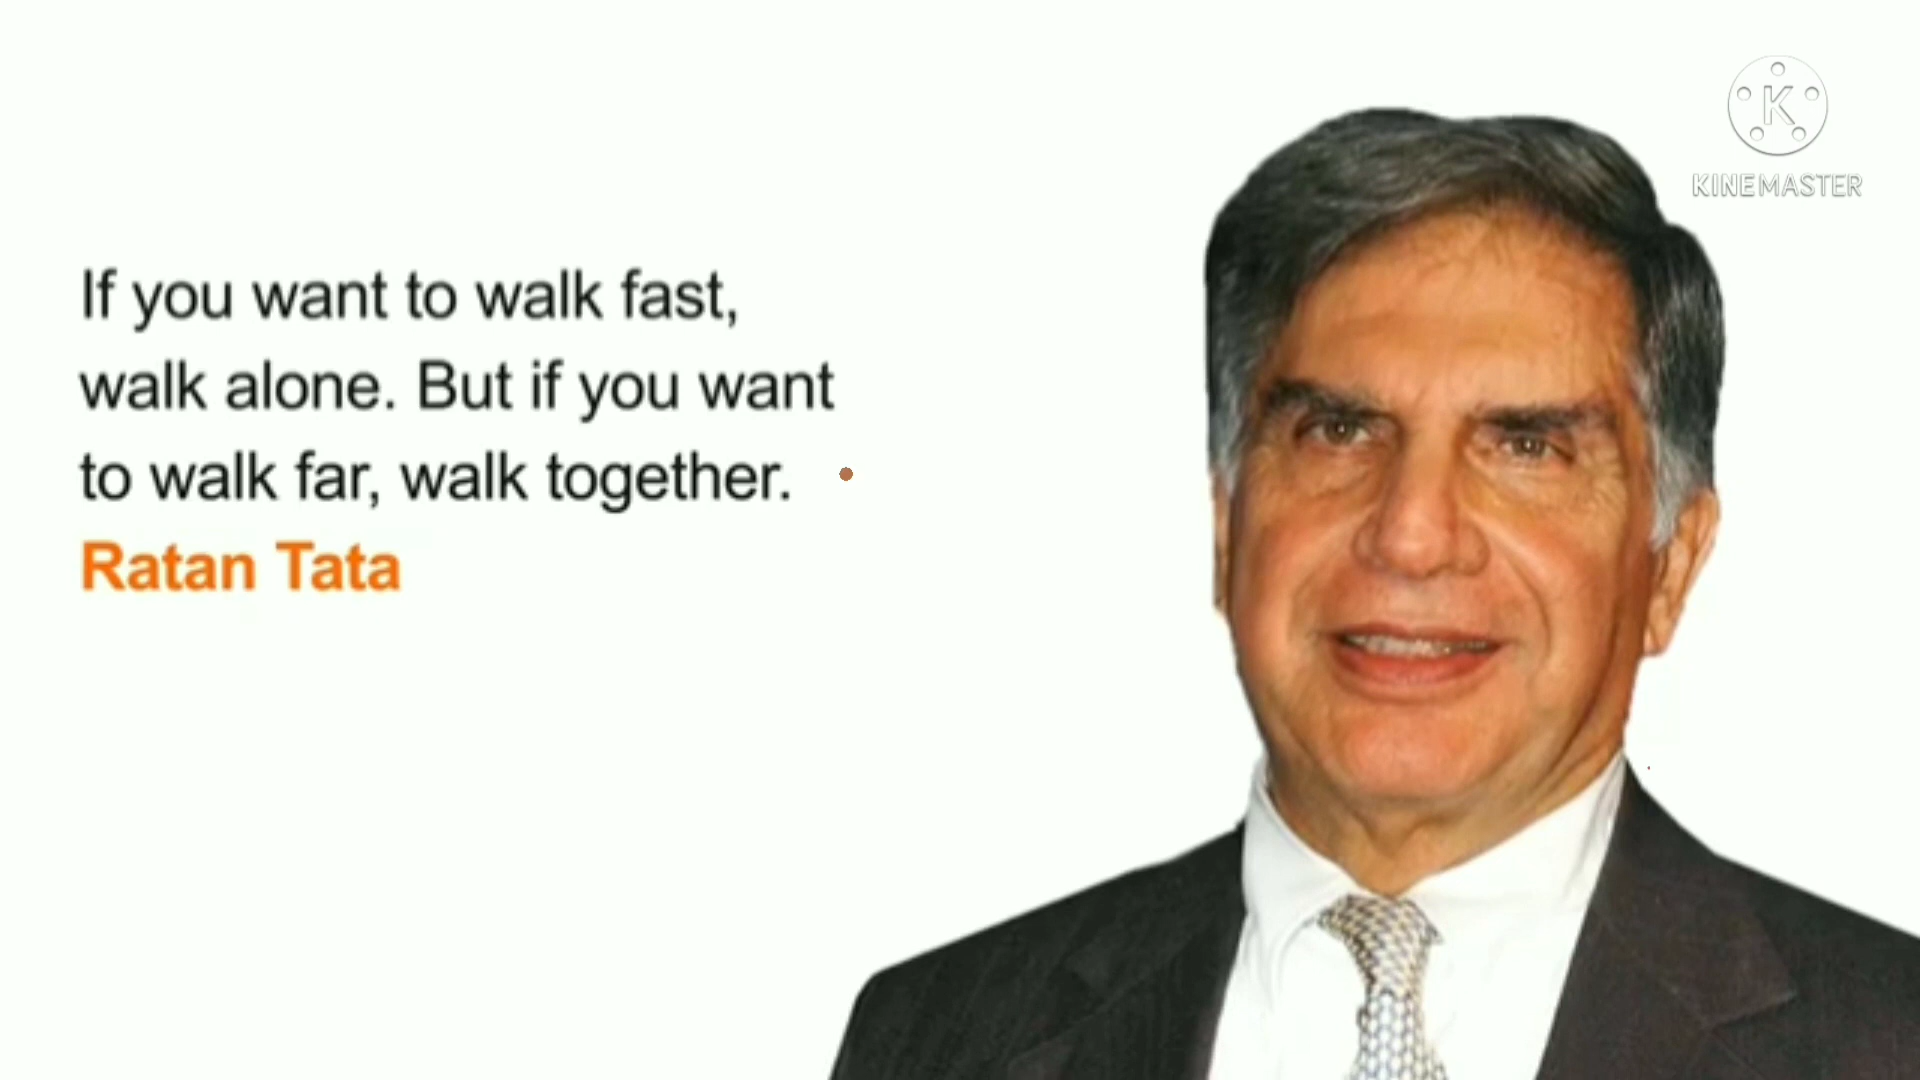 KINEMASTER
If you want to walk fast,
walk alone. But if you want
to walk far, walk together.
Ratan Tata